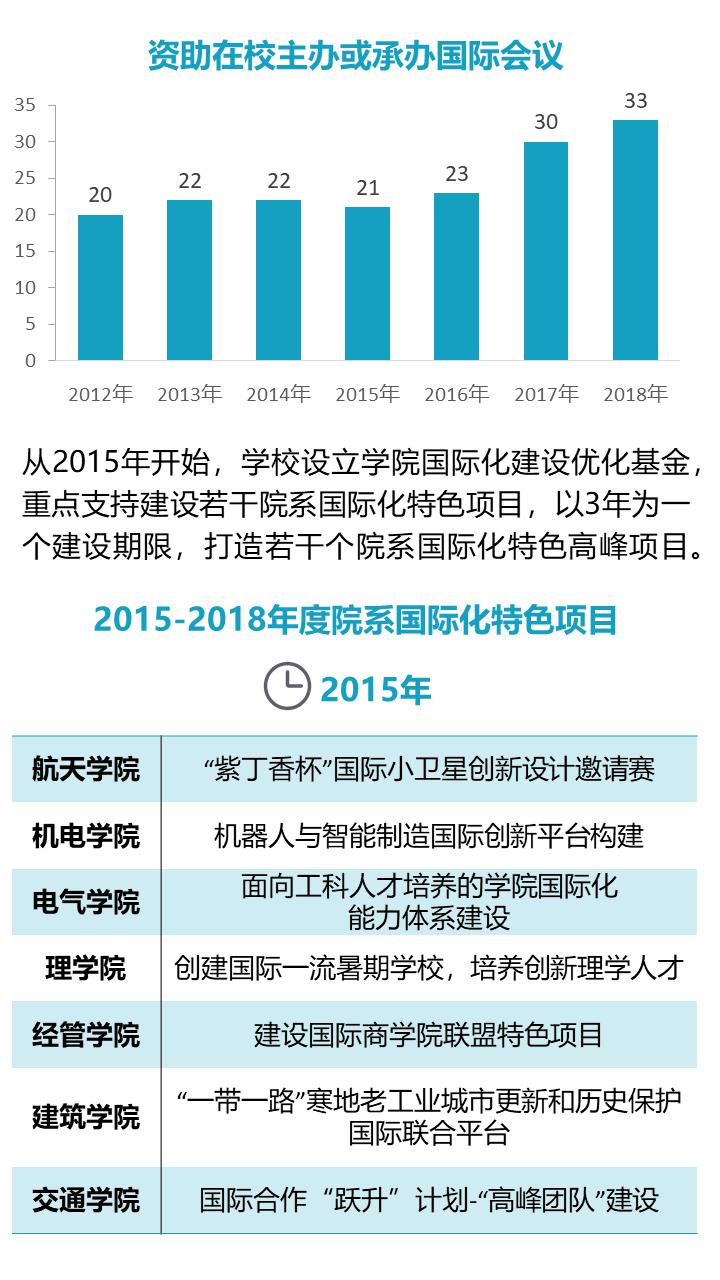 资助在校主办或承办国际会议
35
30
25
20
15
10
5
0
20
22
22
21
23
30
33
2012年 2013年 2014年 2015年 2016年 2017年 2018年
从2015年开始，学校设立学院国际化建设优化基金，
重点支持建设若干院系国际化特色项目，以3年为一
个建设期限，打造若干个院系国际化特色高峰项目。
2015-2018年度院系国际化特色项目
2015年
航天学院 “紫丁香杯”国际小卫星创新设计邀请赛
机电学院 机器人与智能制造国际创新平台构建
电气学院 面向工科人才培养的学院国际化
能力体系建设
理学院 创建国际一流暑期学校，培养创新理学人才
经管学院 建设国际商学院联盟特色项目
建筑学院 “一带一路”寒地老工业城市更新和历史保护
国际联合平台
交通学院 国际合作“跃升”计划-“高峰团队”建设